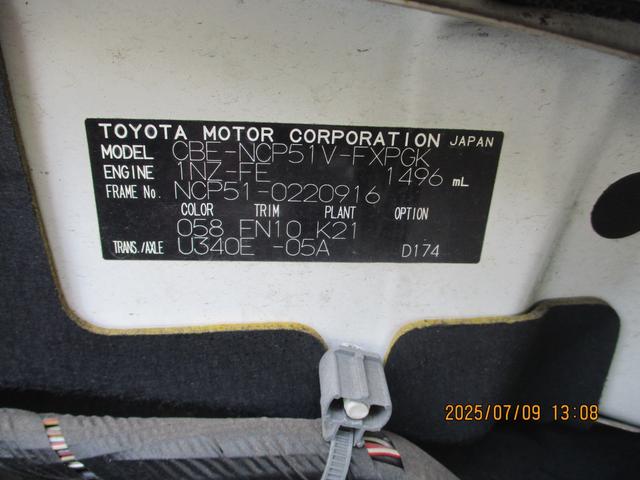 TOYOTA MOTOR CORPORATION JAPAN
MODEL CBE-NCP51V-FXPGK
ENGINE 1NZ-FE 1496 mL
FRAME No. NCP51-0220916
COLOR TRIM PLANT OPTION
058 FN10 K21
TRANS./AXLE U340E -05A D174
2025/07/09 13:08